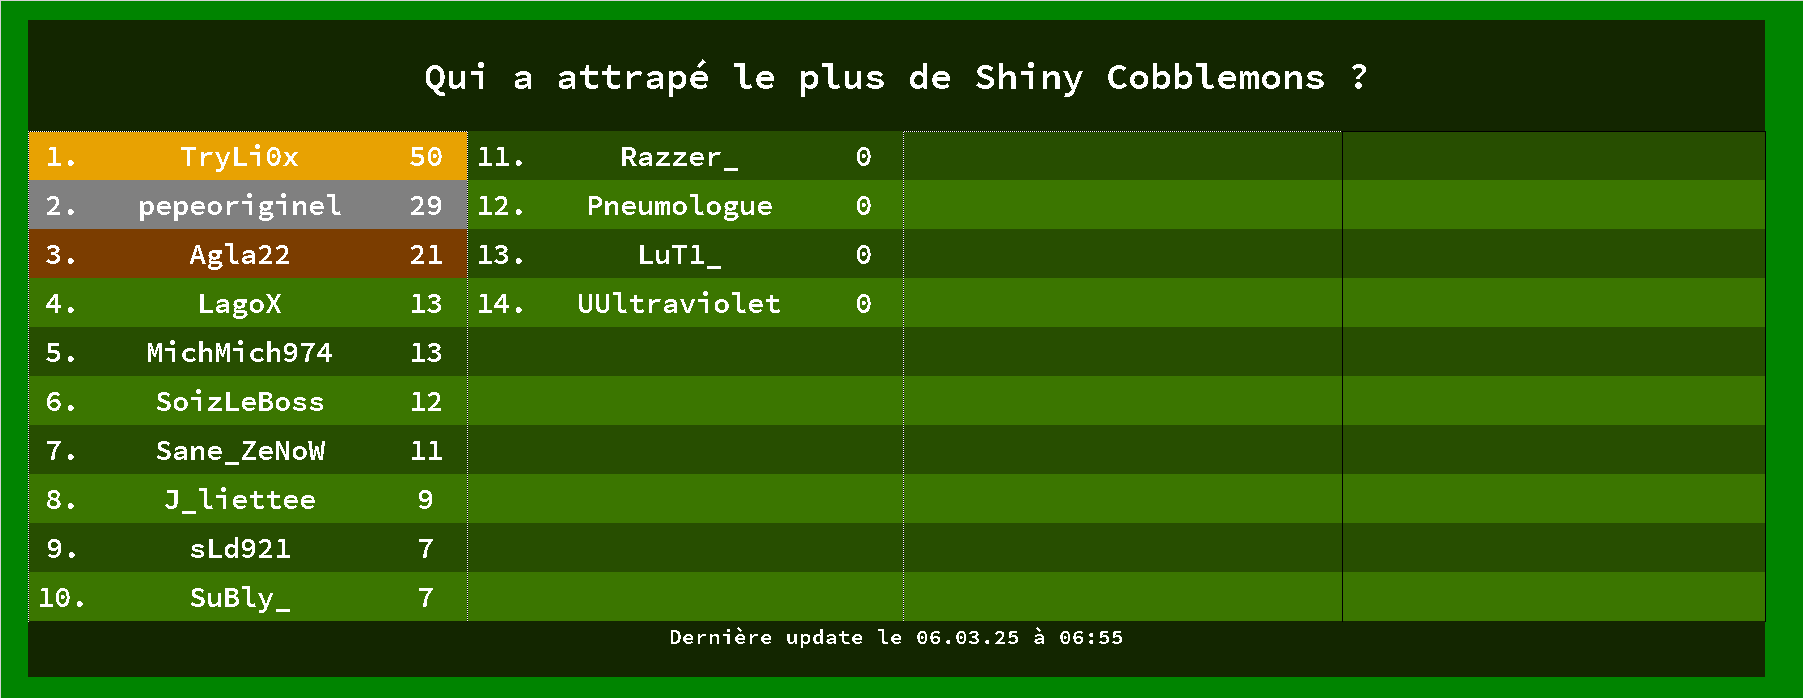 Qui a attrapé le plus de Shiny Cobblemons ?
1. TryLi0x 50
2. pepeoriginel 29
3. Agla22 21
4. LagoX 13
5. MichMich974 13
6. SoizLeBoss 12
7. Sane_ZeNoW 11
8. J_liettee 9
9. sLd921 7
10. SuBly_ 7
11. Razzer_ 0
12. Pneumologue 0
13. LuT1_ 0
14. UUltraviolet 0
Dernière update le 06.03.25 à 06:55